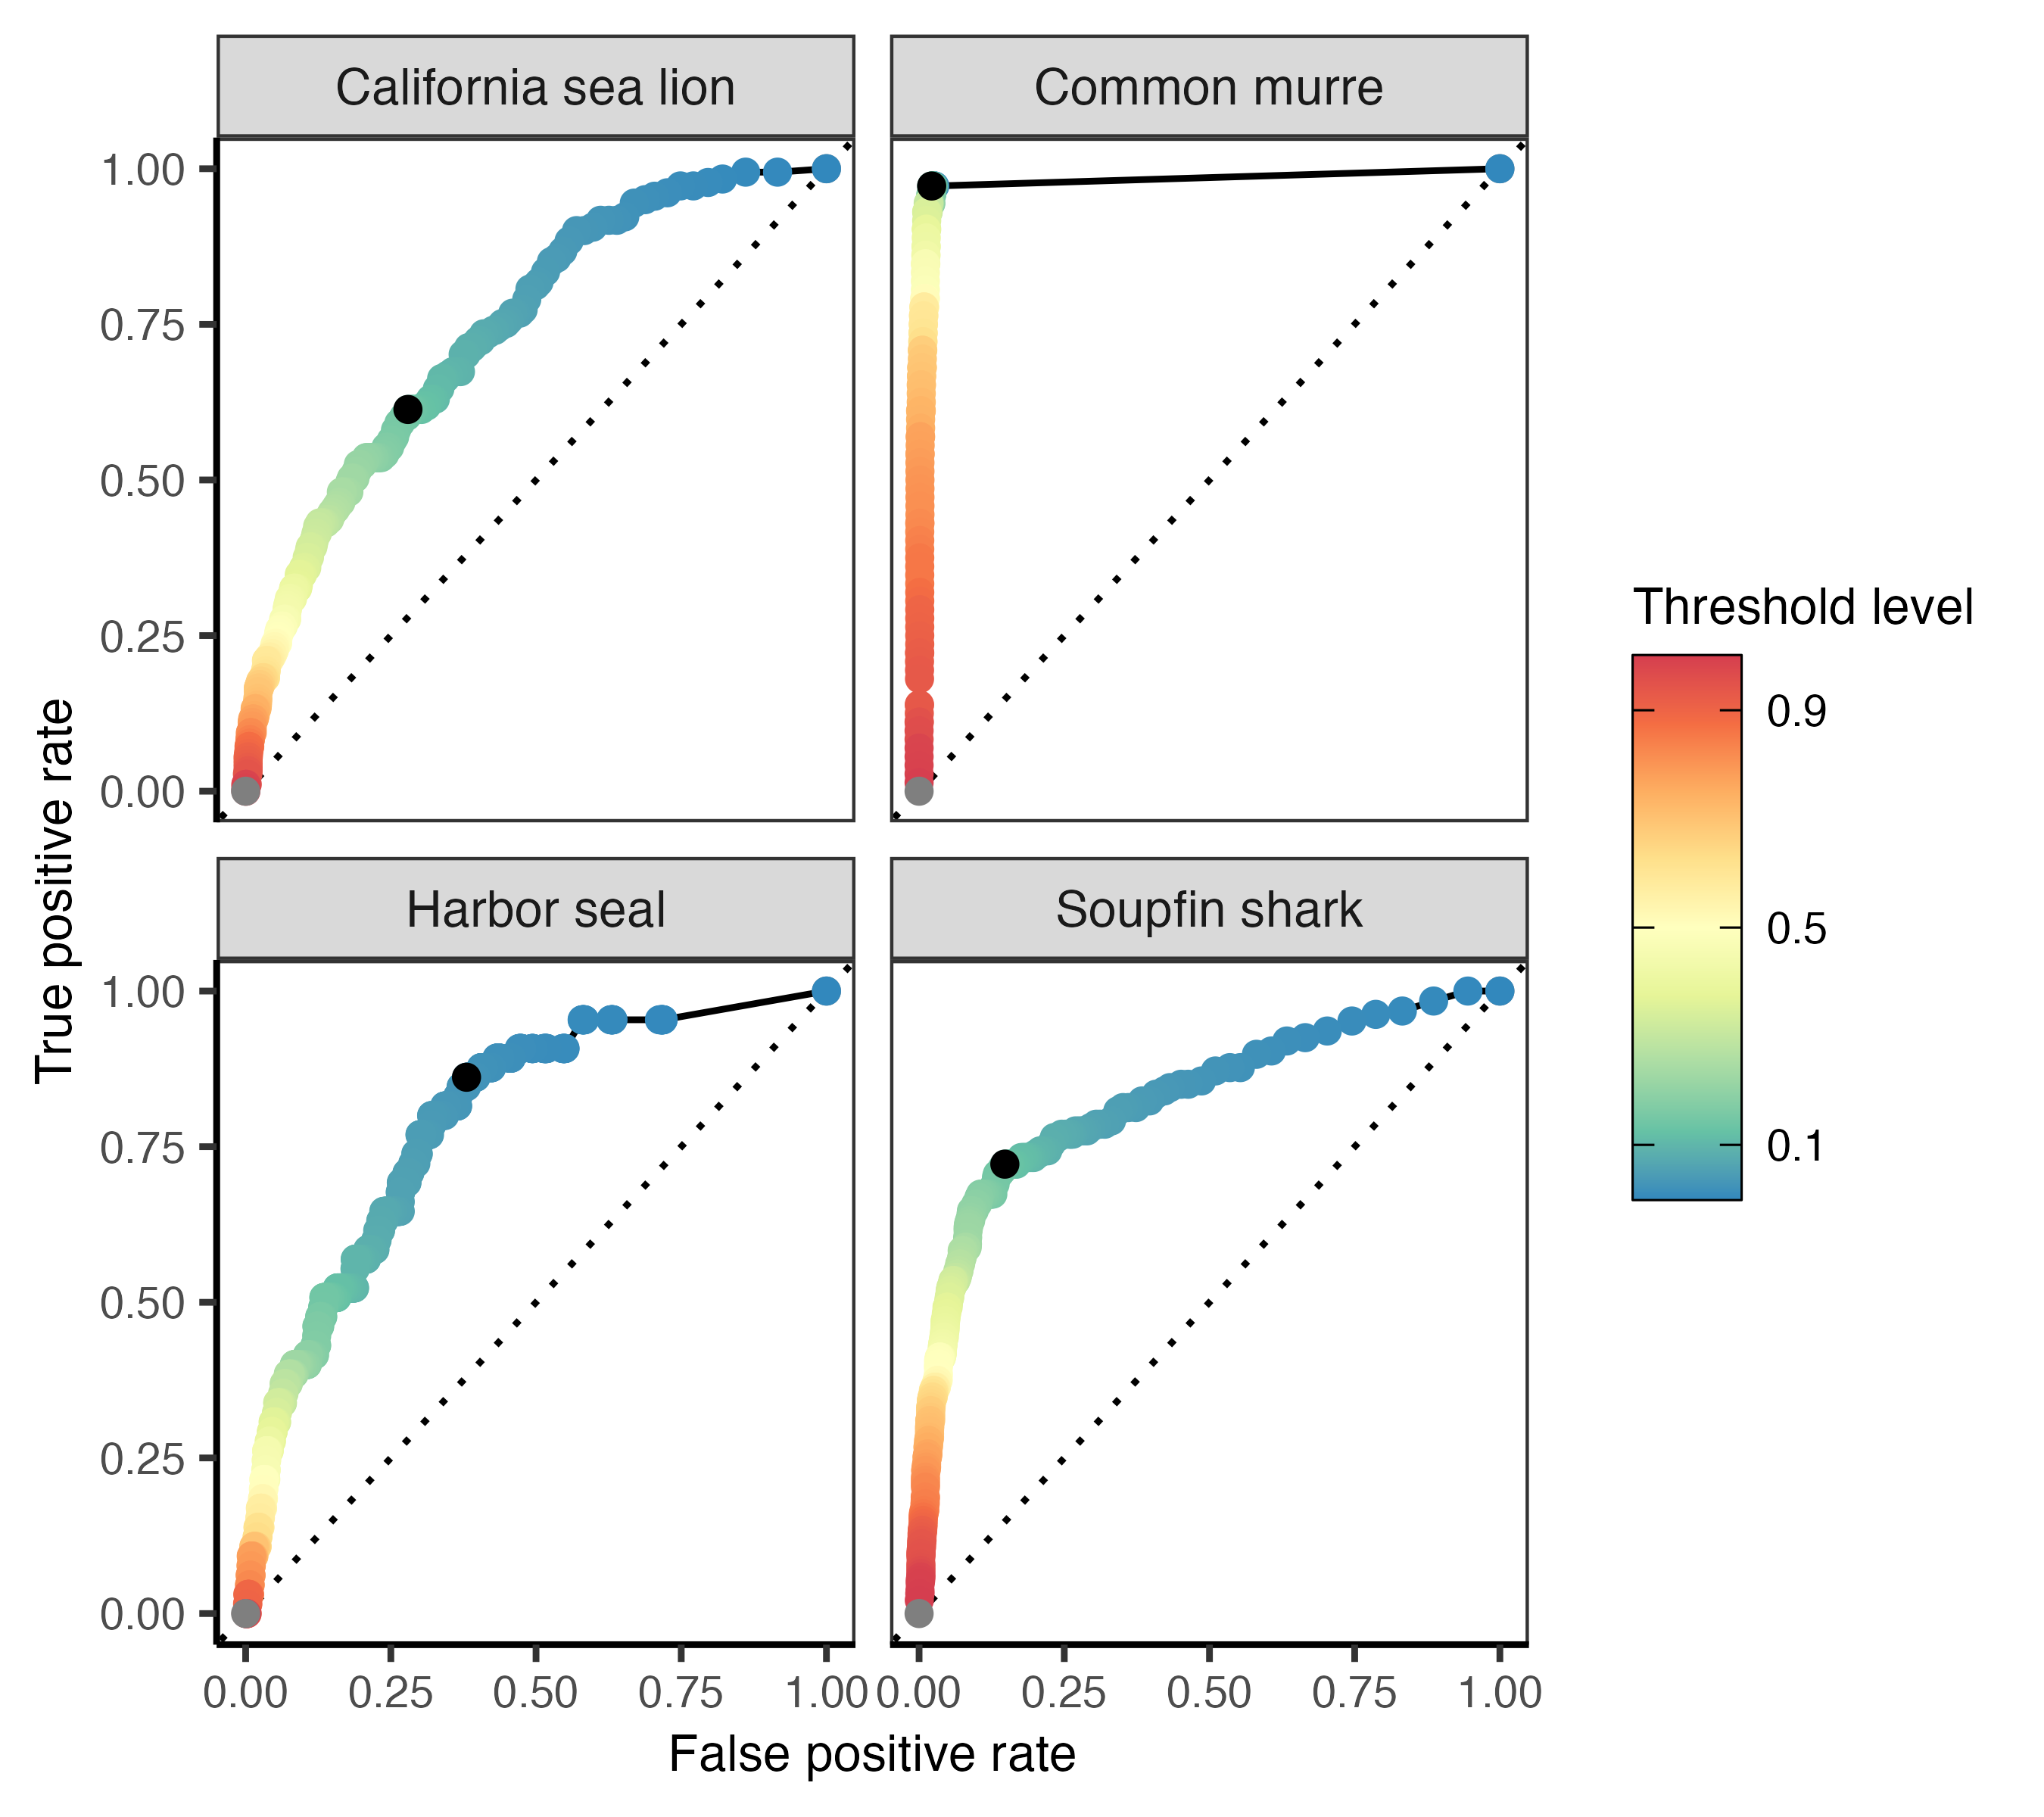 California sea lion
Common murre
1.00
0.75
0.50
0.25
0.00
Harbor seal
Soupfin shark
1.00
0.75
0.50
0.25
0.00
0.00 0.25 0.50 0.75 1.00
0.00 0.25 0.50 0.75 1.00
False positive rate
True positive rate
Threshold level
0.9
0.5
0.1